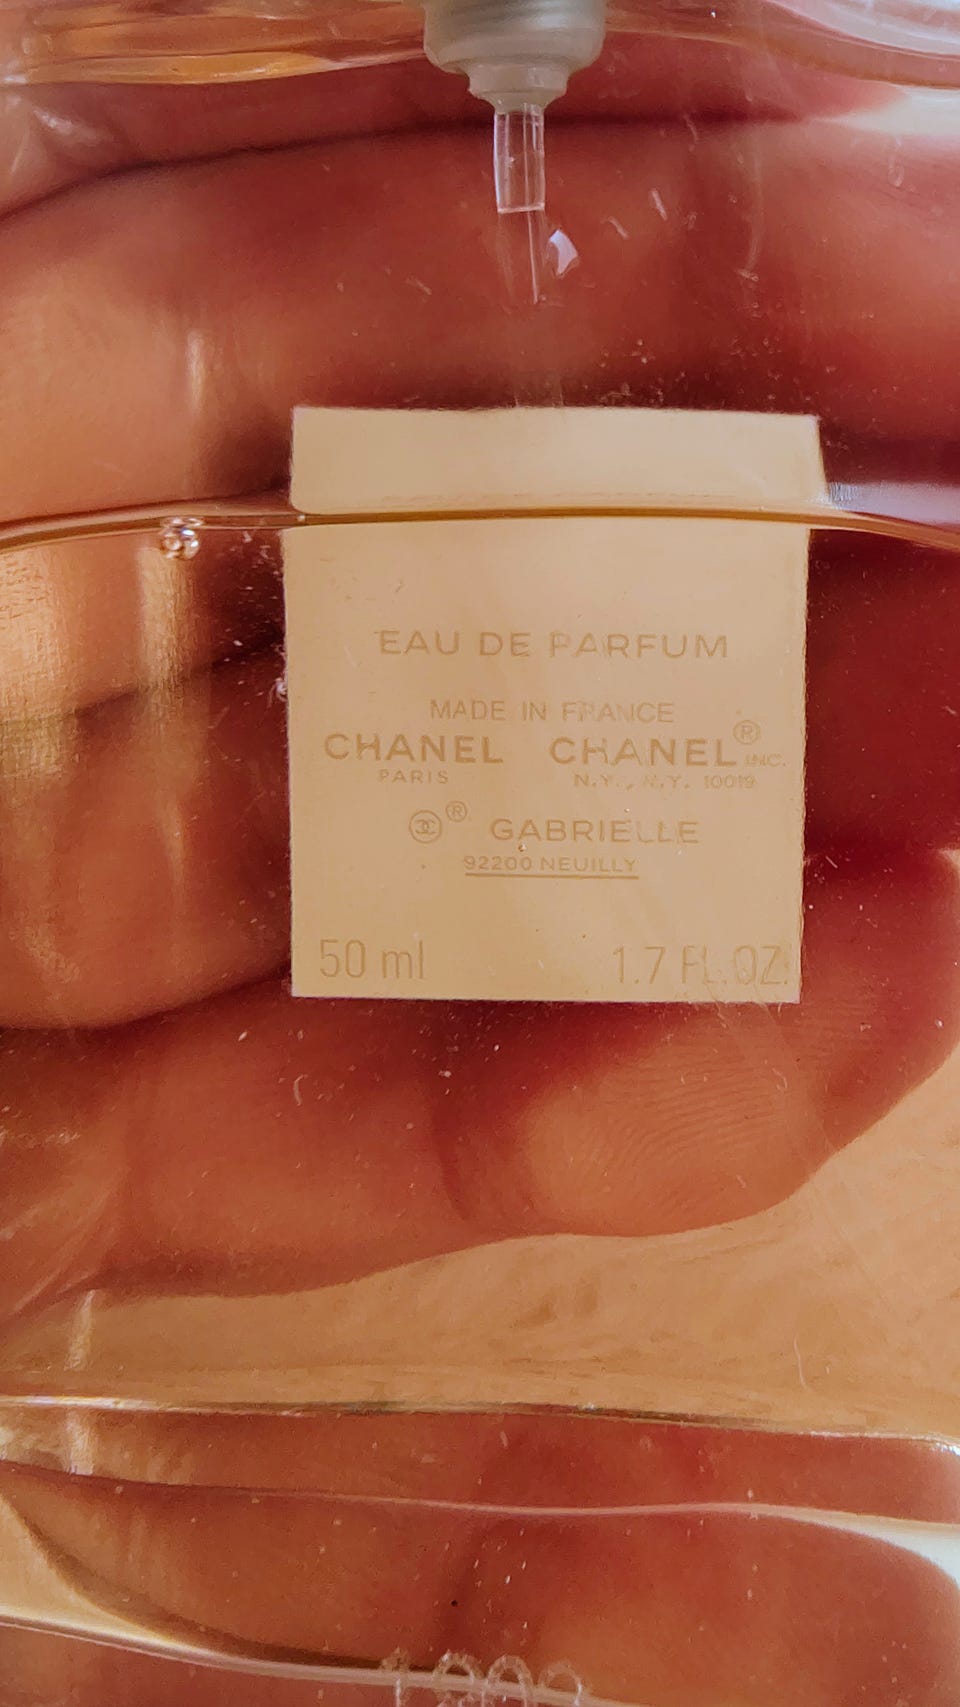 EAU DE PARFUM
MADE IN FRANCE
CHANEL CHANEL® INC.
PARIS N.Y., N.Y. 10019
® GABRIELLE
92200 NEUILLY
50 ml 1.7 FL.OZ.